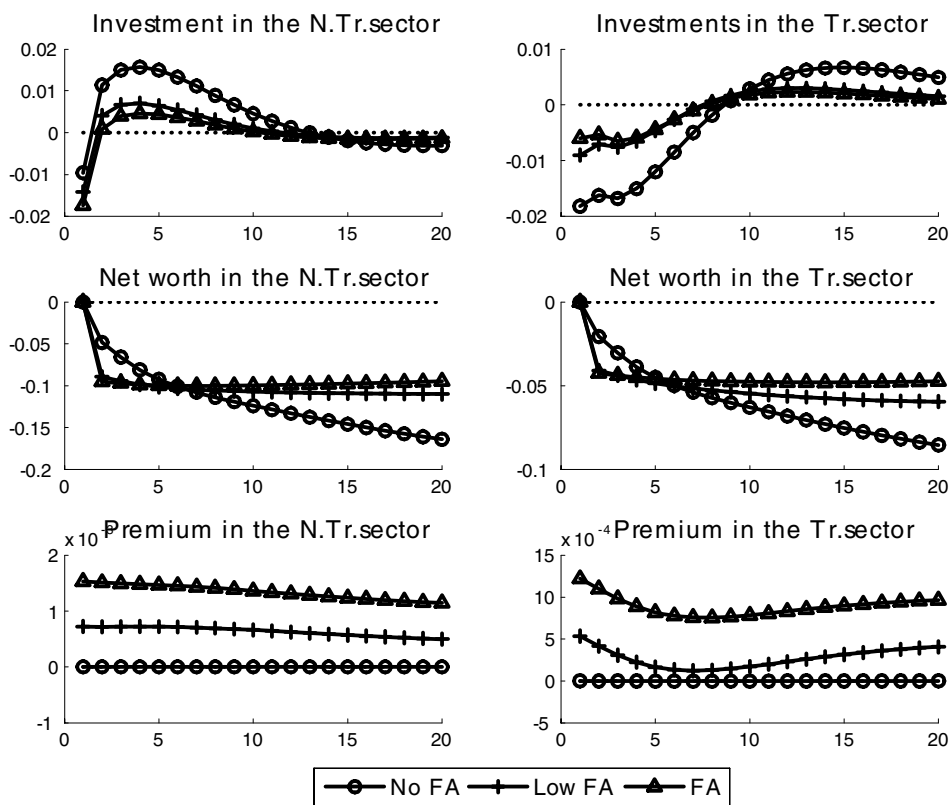 Investment in the N.Tr.sector
0.02
0.01
0
-0.01
-0.02
0 5 10 15 20
Investments in the Tr.sector
0.01
0
-0.01
-0.02
0 5 10 15 20
Net worth in the N.Tr.sector
0
-0.05
-0.1
-0.15
-0.2
0 5 10 15 20
Net worth in the Tr.sector
0
-0.05
-0.1
0 5 10 15 20
x 10
Premium in the N.Tr.sector
2
1
0
-1
0 5 10 15 20
x 10⁻⁴
Premium in the Tr.sector
15
10
5
0
-5
0 5 10 15 20
No FA Low FA FA